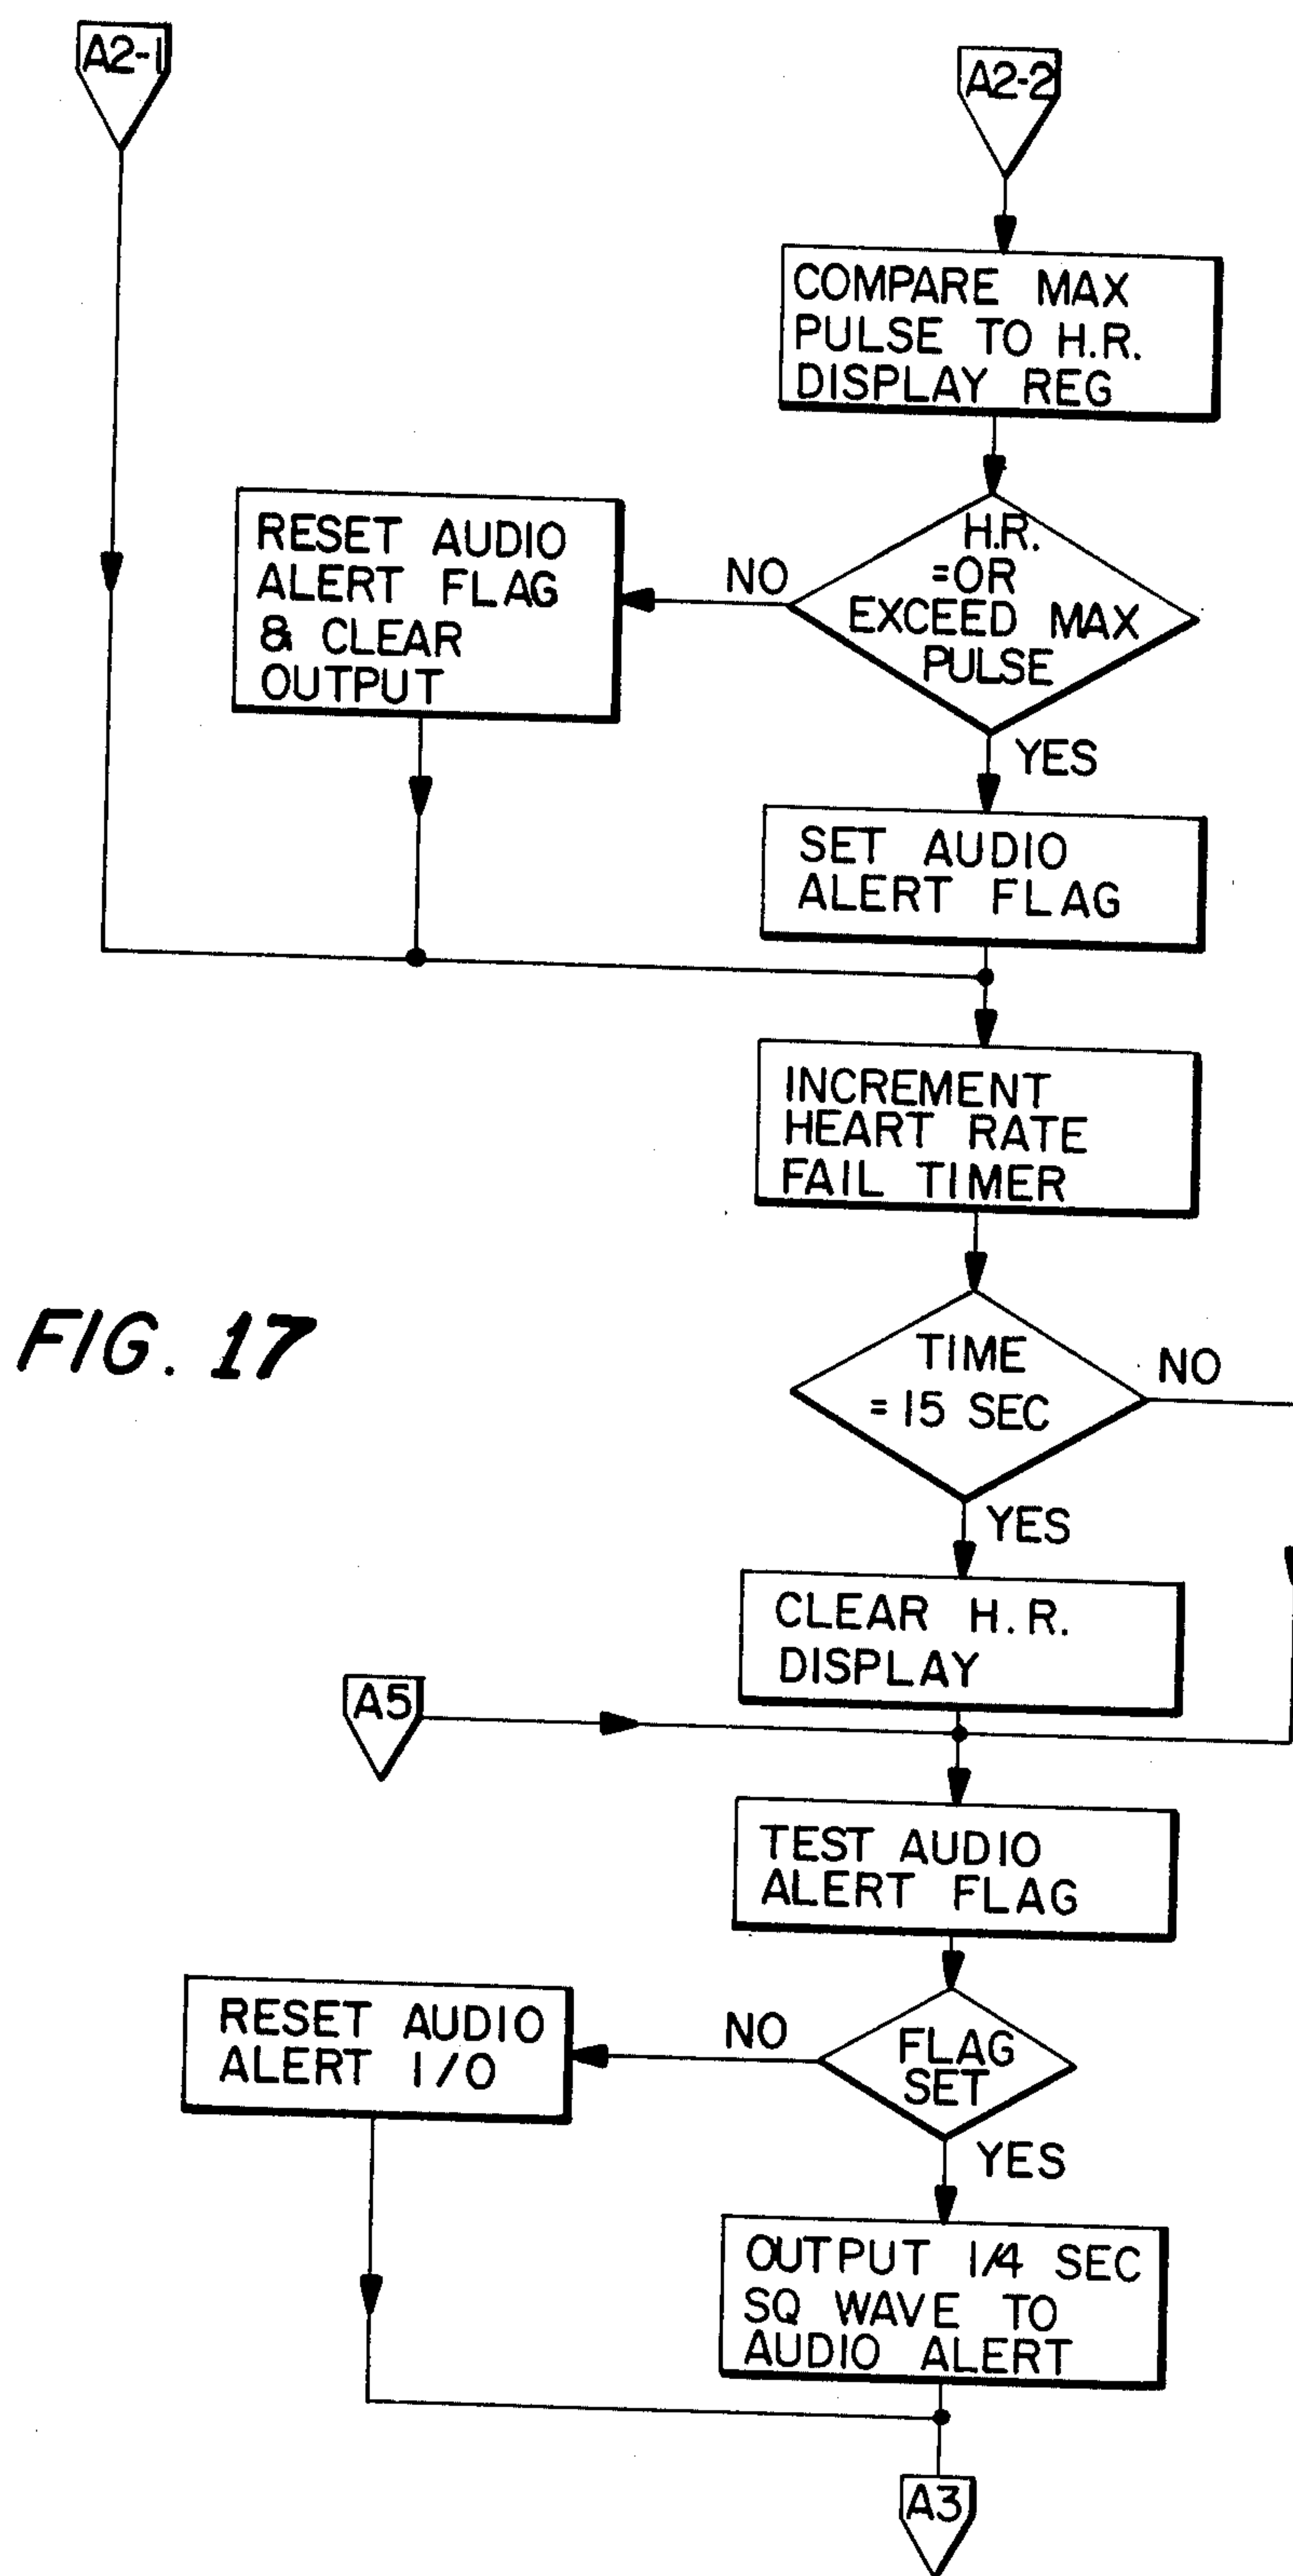 A2-1
A2-2
COMPARE MAX
PULSE TO H.R.
DISPLAY REG
H.R.
=OR
EXCEED MAX
PULSE
NO
RESET AUDIO
ALERT FLAG
& CLEAR
OUTPUT
YES
SET AUDIO
ALERT FLAG
INCREMENT
HEART RATE
FAIL TIMER
FIG. 17
TIME
=15 SEC
NO
YES
CLEAR H.R.
DISPLAY
A5
TEST AUDIO
ALERT FLAG
FLAG
SET
NO
RESET AUDIO
ALERT I/O
YES
OUTPUT 1/4 SEC
SQ WAVE TO
AUDIO ALERT
A3